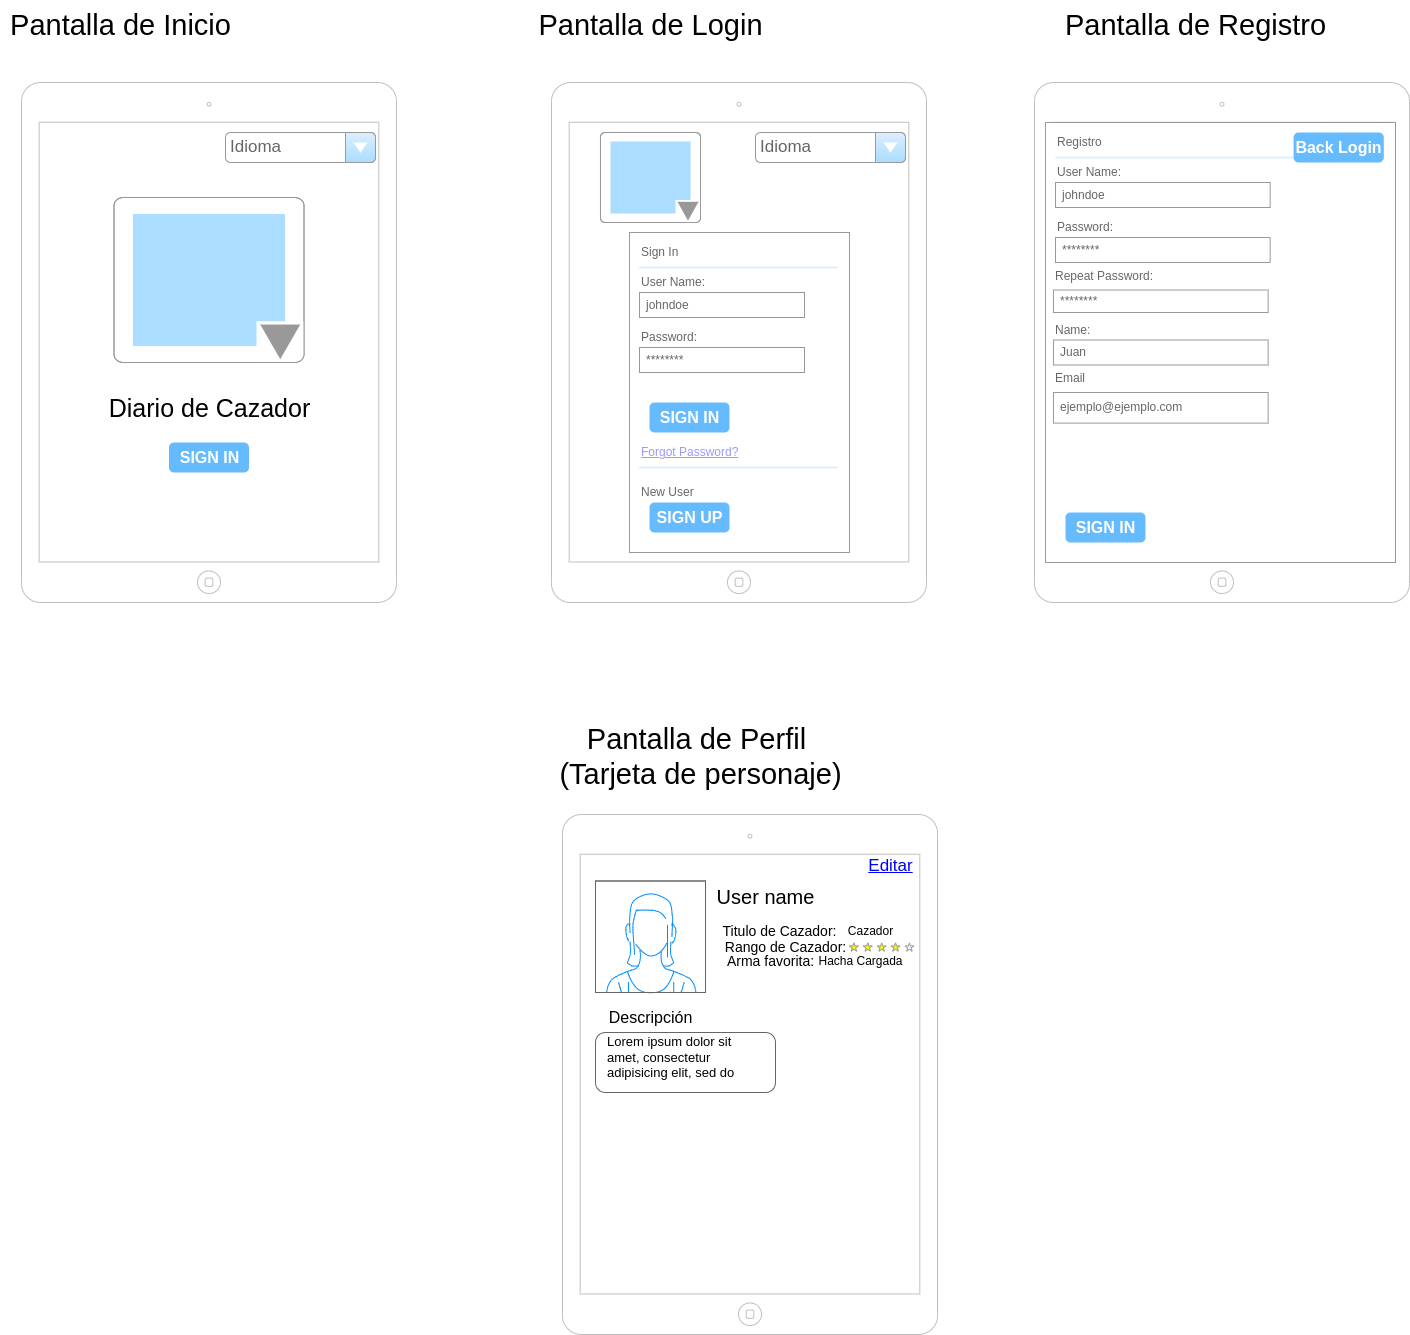 Pantalla de Inicio
Idioma
Diario de Cazador
SIGN IN
Pantalla de Login
Idioma
Sign In
User Name:
johndoe
Password:
********
SIGN IN
Forgot Password?
New User
SIGN UP
Pantalla de Registro
Registro
Back Login
User Name:
johndoe
Password:
********
Repeat Password:
********
Name:
Juan
Email
ejemplo@ejemplo.com
SIGN IN
Pantalla de Perfil
(Tarjeta de personaje)
Editar
User name
Titulo de Cazador: Cazador
Rango de Cazador:
Arma favorita: Hacha Cargada
Descripción
Lorem ipsum dolor sit
amet, consectetur
adipisicing elit, sed do